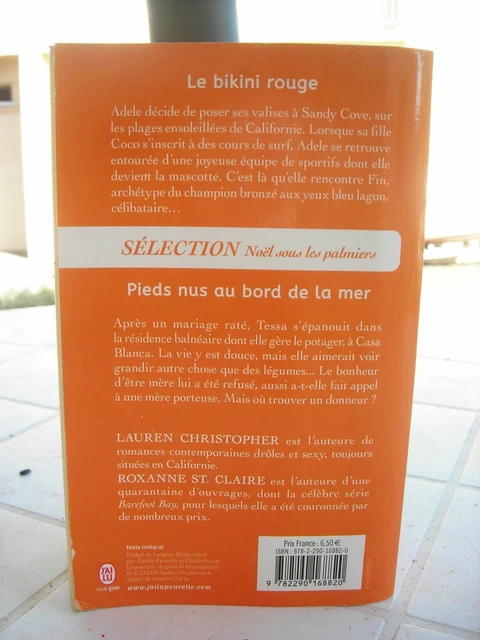 Le bikini rouge
Adele décide de poser ses valises à Sandy Cove, sur
les plages ensoleillées de Californie. Lorsque sa fille
Coco s'inscrit à des cours de surf, Adele se retrouve
entourée d'une joyeuse équipe de sportifs dont elle
devient la mascotte. C'est là qu'elle rencontre Fin,
archétype du champion bronzé aux yeux bleu lagon,
célibataire…
SÉLECTION Noël sous les palmiers
Pieds nus au bord de la mer
Après un mariage raté, Tessa s'épanouit dans
la résidence balnéaire dont elle gère le potager, à Casa
Blanca. La vie y est douce, mais elle aimerait voir
grandir autre chose que des légumes... Le bonheur
d'être mère lui a été refusé, aussi a-t-elle fait appel
à une mère porteuse. Mais où trouver un donneur ?
LAUREN CHRISTOPHER est l'auteure de
romances contemporaines drôles et sexy, toujours
situées en Californie.
ROXANNE ST. CLAIRE est l'auteure d'une
quarantaine d'ouvrages, dont la célèbre série
Barefoot Bay, pour lesquels elle a été couronnée par
de nombreux prix.
Texte intégral
Traduit de l'anglais (États-Unis)
J'AI LU
POUR elle
www.jailupourelle.com
Prix France : 6,50 €
ISBN : 978-2-290-16882-0
9 782290 168820